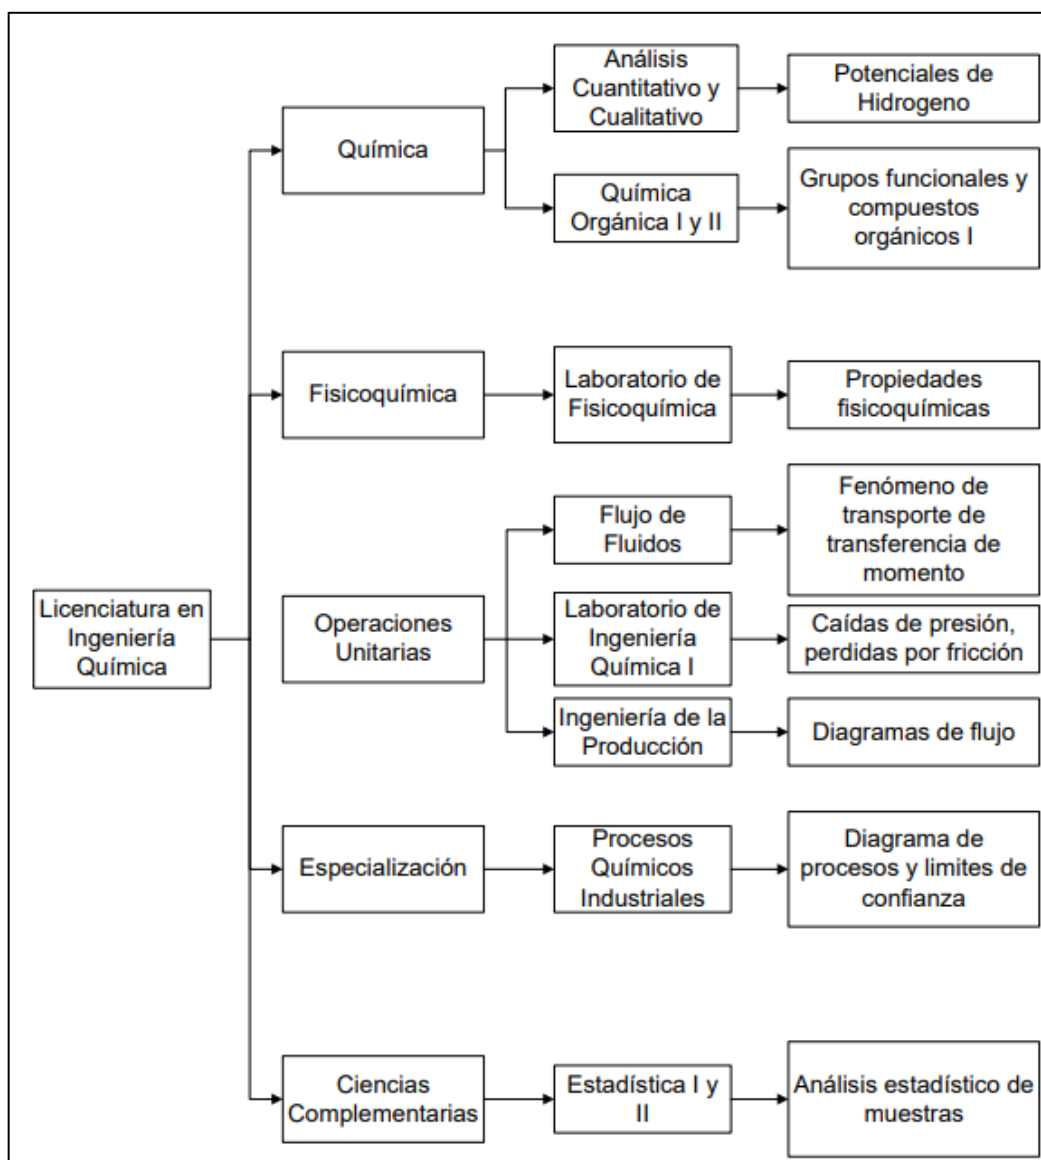 Licenciatura en
Ingeniería
Química
Química
Análisis
Cuantitativo y
Cualitativo
Potenciales de
Hidrogeno
Química
Orgánica I y II
Grupos funcionales y
compuestos
orgánicos I
Fisicoquímica
Laboratorio de
Fisicoquímica
Propiedades
fisicoquímicas
Operaciones
Unitarias
Flujo de
Fluidos
Fenómeno de
transporte de
transferencia de
momento
Laboratorio de
Ingeniería
Química I
Caídas de presión,
perdidas por fricción
Ingeniería de la
Producción
Diagramas de flujo
Especialización
Procesos
Químicos
Industriales
Diagrama de
procesos y limites de
confianza
Ciencias
Complementarias
Estadística I y
II
Análisis estadístico de
muestras